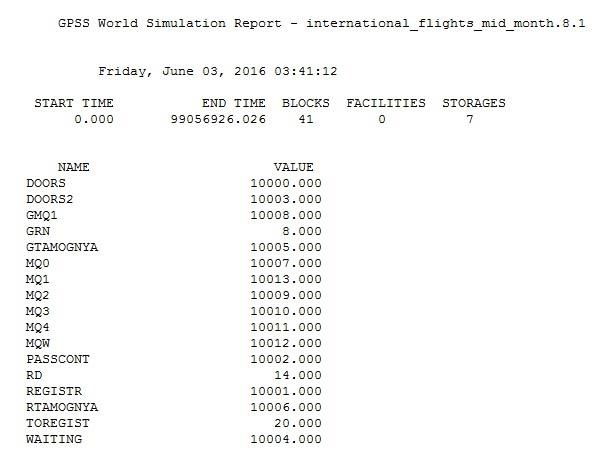 GPSS World Simulation Report - international_flights_mid_month.8.1
Friday, June 03, 2016 03:41:12
START TIME END TIME BLOCKS FACILITIES STORAGES
0.000 99056926.026 41 0 7
NAME VALUE
DOORS 10000.000
DOORS2 10003.000
GMQ1 10008.000
GRN 8.000
GTAMOGNYA 10005.000
MQ0 10007.000
MQ1 10013.000
MQ2 10009.000
MQ3 10010.000
MQ4 10011.000
MQW 10012.000
PASSCONT 10002.000
RD 14.000
REGISTR 10001.000
RTAMOGNYA 10006.000
TOREGIST 20.000
WAITING 10004.000